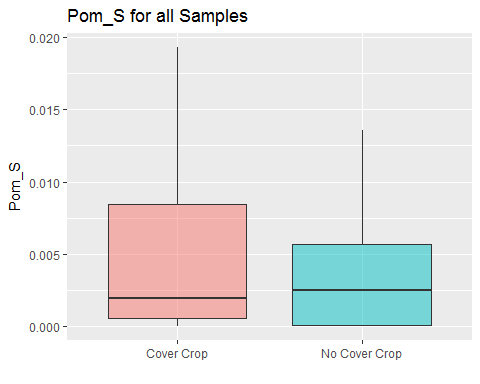 Pom_S for all Samples
0.020
0.015
0.010
0.005
0.000
Pom_S
Cover Crop
No Cover Crop